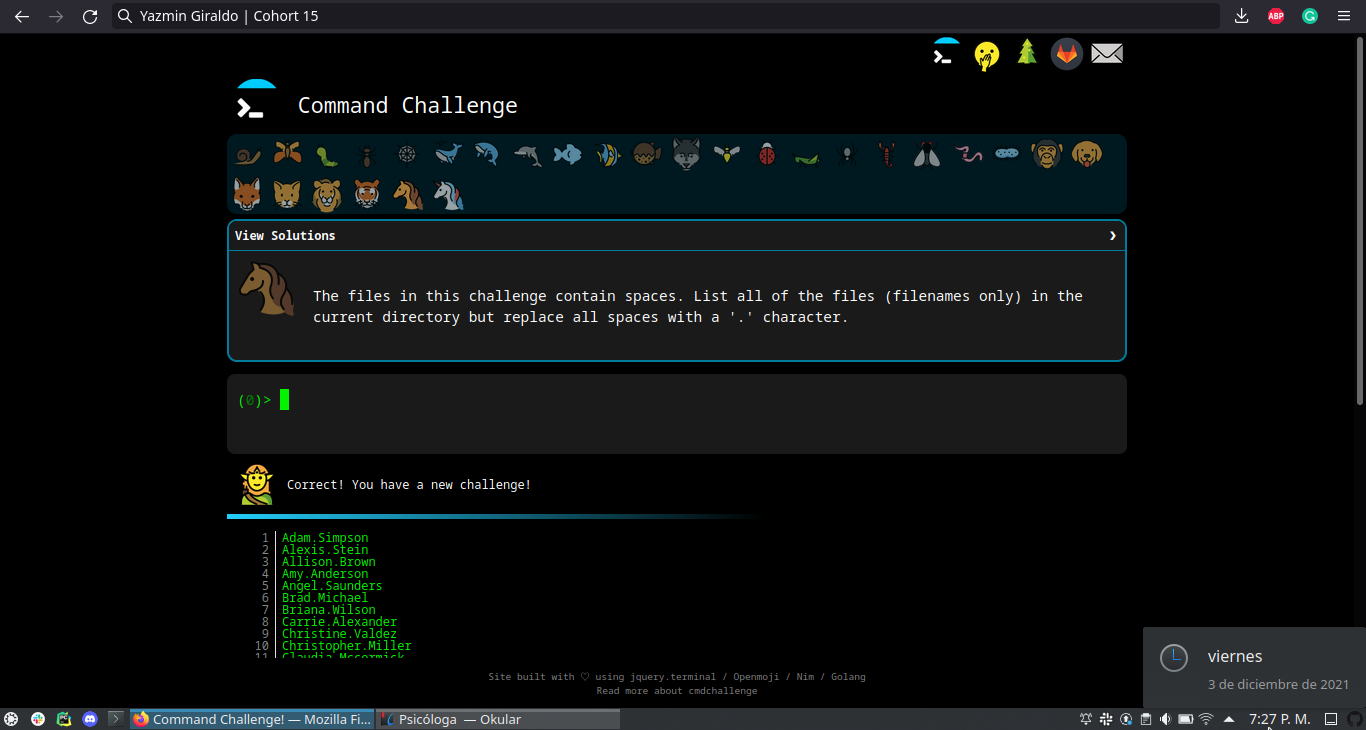 Yazmin Giraldo | Cohort 15
ABP
Command Challenge
View Solutions
The files in this challenge contain spaces. List all of the files (filenames only) in the
current directory but replace all spaces with a '.' character.
(0)>
Correct! You have a new challenge!
1 Adam.Simpson
2 Alexis.Stein
3 Allison.Brown
4 Amy.Anderson
5 Angel.Saunders
6 Brad.Michael
7 Briana.Wilson
8 Carrie.Alexander
9 Christine.Valdez
10 Christopher.Miller
11 Claudia.Mccormick
Site built with ♡ using jquery.terminal / Openmoji / Nim / Golang
Read more about cmdchallenge
viernes
3 de diciembre de 2021
Command Challenge! — Mozilla Fi...
Psicóloga — Okular
7:27 P. M.